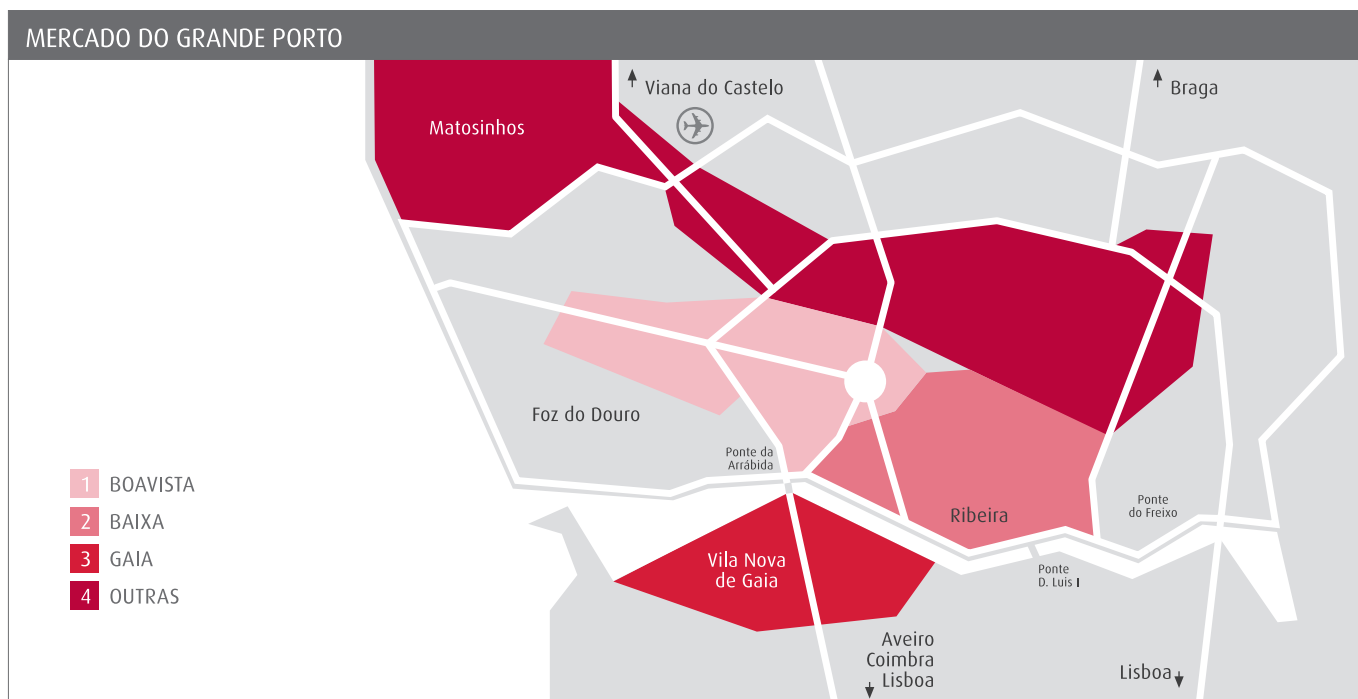 MERCADO DO GRANDE PORTO
Viana do Castelo
Braga
Matosinhos
Foz do Douro
Ponte da
Arrábida
Ribeira
Ponte
do Freixo
Vila Nova
de Gaia
Ponte
D. Luis I
Aveiro
Coimbra
Lisboa
Lisboa
1 BOAVISTA
2 BAIXA
3 GAIA
4 OUTRAS